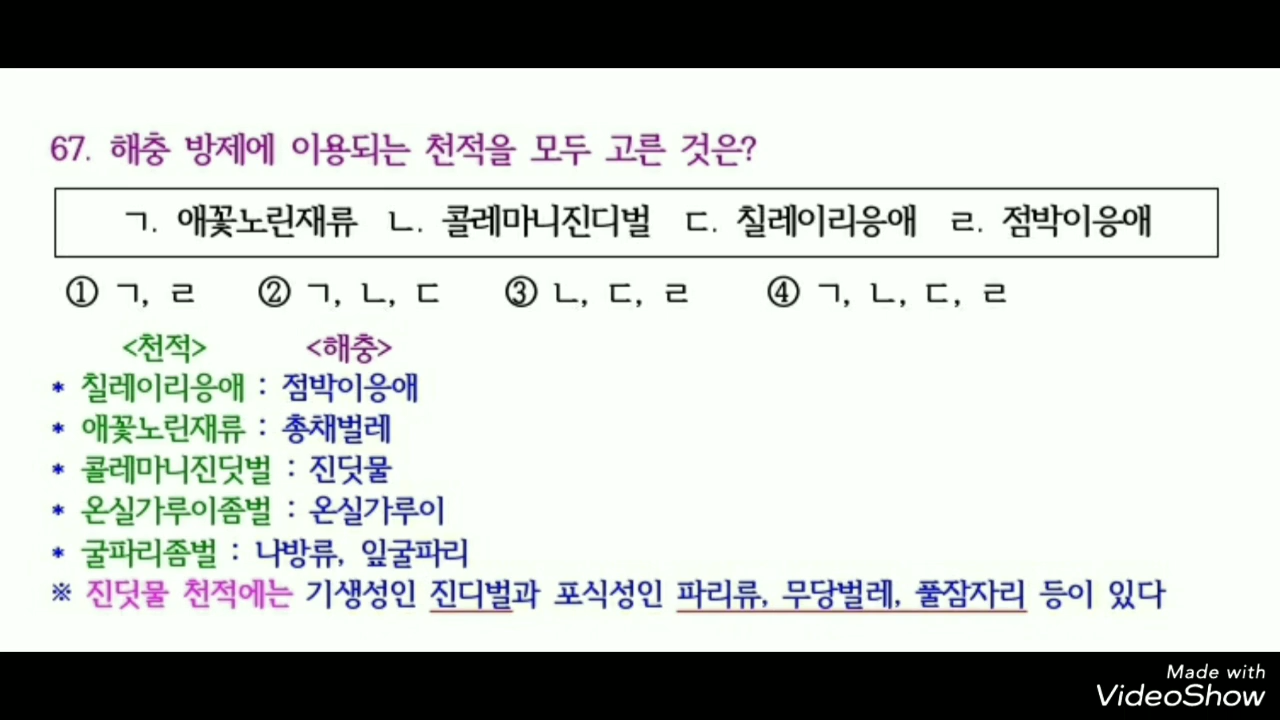 67. 해충 방제에 이용되는 천적을 모두 고른 것은?
ㄱ. 애꽃노린재류 ㄴ. 콜레마니진디벌 ㄷ. 칠레이리응애 ㄹ. 점박이응애
① ㄱ, ㄹ ② ㄱ, ㄴ, ㄷ ③ ㄴ, ㄷ, ㄹ ④ ㄱ, ㄴ, ㄷ, ㄹ
<천적> <해충>
* 칠레이리응애 : 점박이응애
* 애꽃노린재류 : 총채벌레
* 콜레마니진딧벌 : 진딧물
* 온실가루이좀벌 : 온실가루이
* 굴파리좀벌 : 나방류, 잎굴파리
※ 진딧물 천적에는 기생성인 진디벌과 포식성인 파리류, 무당벌레, 풀잠자리 등이 있다
Made with
VideoShow